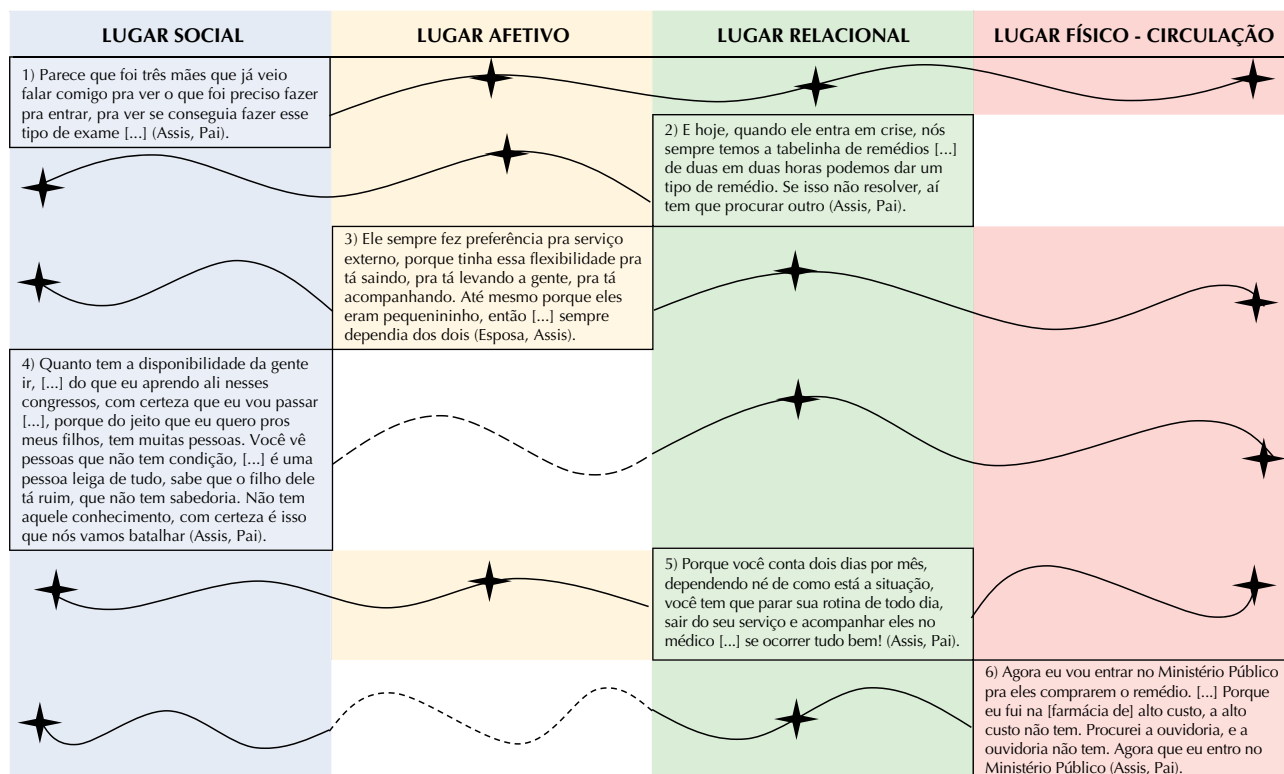 LUGAR SOCIAL
LUGAR AFETIVO
LUGAR RELACIONAL
LUGAR FÍSICO - CIRCULAÇÃO
1) Parece que foi três mães que já veio
falar comigo pra ver o que foi preciso fazer
pra entrar, pra ver se conseguia fazer esse
tipo de exame [...] (Assis, Pai).
2) E hoje, quando ele entra em crise, nós
sempre temos a tabelinha de remédios [...]
de duas em duas horas podemos dar um
tipo de remédio. Se isso não resolver, aí
tem que procurar outro (Assis, Pai).
3) Ele sempre fez preferência pra serviço
externo, porque tinha essa flexibilidade pra
tá saindo, pra tá levando a gente, pra tá
acompanhando. Até mesmo porque eles
eram pequenininho, então [...] sempre
dependia dos dois (Esposa, Assis).
4) Quanto tem a disponibilidade da gente
ir, [...] do que eu aprendo ali nesses
congressos, com certeza que eu vou passar
[...], porque do jeito que eu quero pros
meus filhos, tem muitas pessoas. Você vê
pessoas que não tem condição, [...] é uma
pessoa leiga de tudo, sabe que o filho dele
tá ruim, que não tem sabedoria. Não tem
aquele conhecimento, com certeza é isso
que nós vamos batalhar (Assis, Pai).
5) Porque você conta dois dias por mês,
dependendo né de como está a situação,
você tem que parar sua rotina de todo dia,
sair do seu serviço e acompanhar eles no
médico [...] se ocorrer tudo bem! (Assis, Pai).
6) Agora eu vou entrar no Ministério Público
pra eles comprarem o remédio. [...] Porque
eu fui na [farmácia de] alto custo, a alto
custo não tem. Procurei a ouvidoria, e a
ouvidoria não tem. Agora que eu entro no
Ministério Público (Assis, Pai).